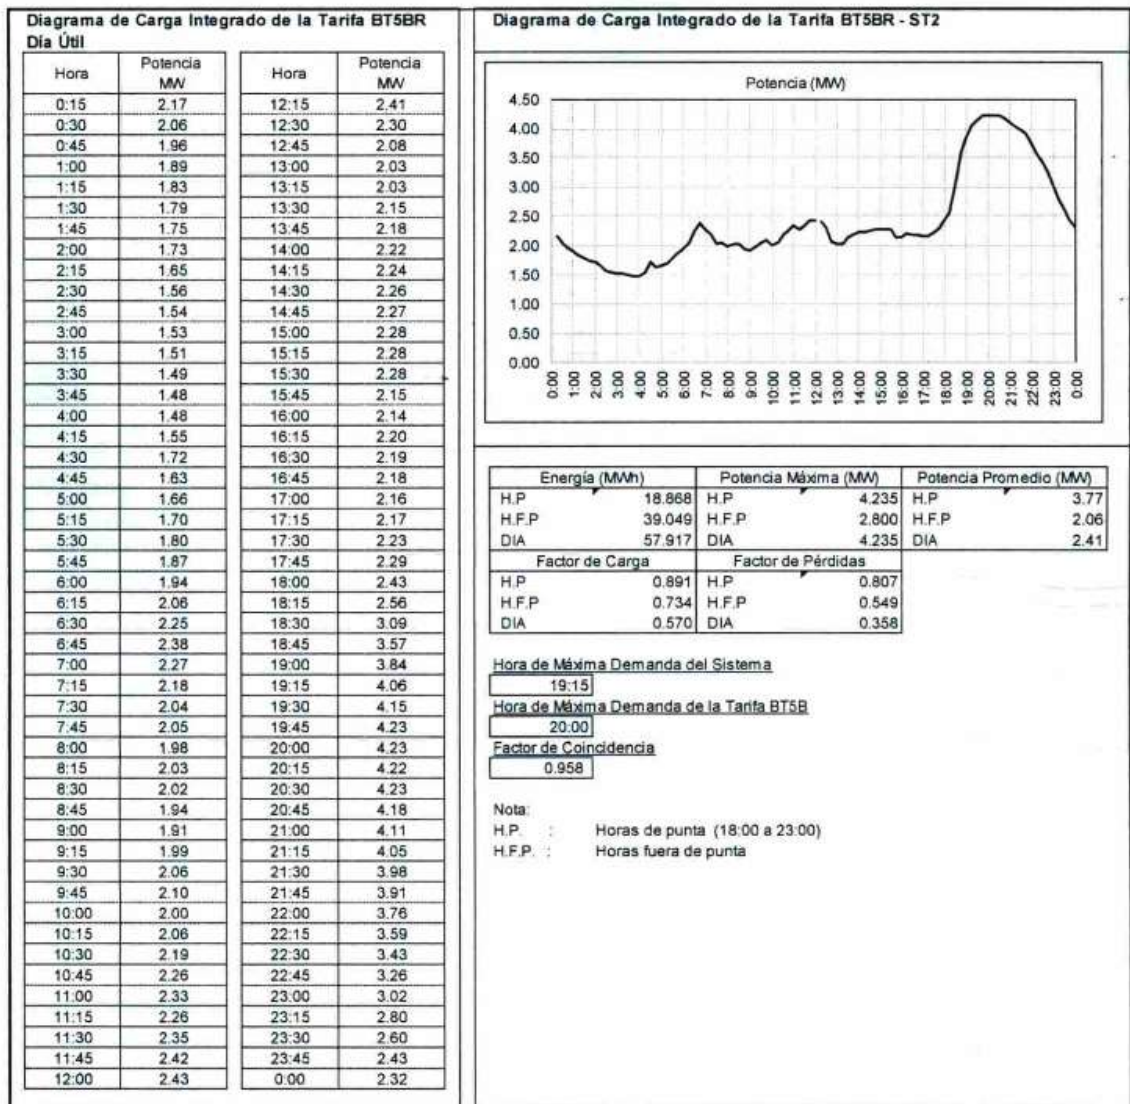 Diagrama de Carga Integrado de la Tarifa BT5BR
Día Útil
Hora Potencia MW Hora Potencia MW
0:15 2.17 12:15 2.41
0:30 2.06 12:30 2.30
0:45 1.96 12:45 2.08
1:00 1.89 13:00 2.03
1:15 1.83 13:15 2.03
1:30 1.79 13:30 2.15
1:45 1.75 13:45 2.18
2:00 1.73 14:00 2.22
2:15 1.65 14:15 2.24
2:30 1.56 14:30 2.26
2:45 1.54 14:45 2.27
3:00 1.53 15:00 2.28
3:15 1.51 15:15 2.28
3:30 1.49 15:30 2.28
3:45 1.48 15:45 2.15
4:00 1.48 16:00 2.14
4:15 1.55 16:15 2.20
4:30 1.72 16:30 2.19
4:45 1.63 16:45 2.18
5:00 1.66 17:00 2.16
5:15 1.70 17:15 2.17
5:30 1.80 17:30 2.23
5:45 1.87 17:45 2.29
6:00 1.94 18:00 2.43
6:15 2.06 18:15 2.56
6:30 2.25 18:30 3.09
6:45 2.38 18:45 3.57
7:00 2.27 19:00 3.84
7:15 2.18 19:15 4.06
7:30 2.04 19:30 4.15
7:45 2.05 19:45 4.23
8:00 1.98 20:00 4.23
8:15 2.03 20:15 4.22
8:30 2.02 20:30 4.23
8:45 1.94 20:45 4.18
9:00 1.91 21:00 4.11
9:15 1.99 21:15 4.05
9:30 2.06 21:30 3.98
9:45 2.10 21:45 3.91
10:00 2.00 22:00 3.76
10:15 2.06 22:15 3.59
10:30 2.19 22:30 3.43
10:45 2.26 22:45 3.26
11:00 2.33 23:00 3.02
11:15 2.26 23:15 2.80
11:30 2.35 23:30 2.60
11:45 2.42 23:45 2.43
12:00 2.43 0:00 2.32
Diagrama de Carga Integrado de la Tarifa BT5BR - ST2
Potencia (MW)
4.50
4.00
3.50
3.00
2.50
2.00
1.50
1.00
0.50
0.00
0:00 1:00 2:00 3:00 4:00 5:00 6:00 7:00 8:00 9:00 10:00 11:00 12:00 13:00 14:00 15:00 16:00 17:00 18:00 19:00 20:00 21:00 22:00 23:00 0:00
Energía (MWh) Potencia Máxima (MW) Potencia Promedio (MW)
H.P 18.868 H.P 4.235 H.P 3.77
H.F.P 39.049 H.F.P 2.800 H.F.P 2.06
DIA 57.917 DIA 4.235 DIA 2.41
Factor de Carga Factor de Pérdidas
H.P 0.891 H.P 0.807
H.F.P 0.734 H.F.P 0.549
DIA 0.570 DIA 0.358
Hora de Máxima Demanda del Sistema
19:15
Hora de Máxima Demanda de la Tarifa BT5B
20:00
Factor de Coincidencia
0.958
Nota:
H.P. : Horas de punta (18:00 a 23:00)
H.F.P. : Horas fuera de punta